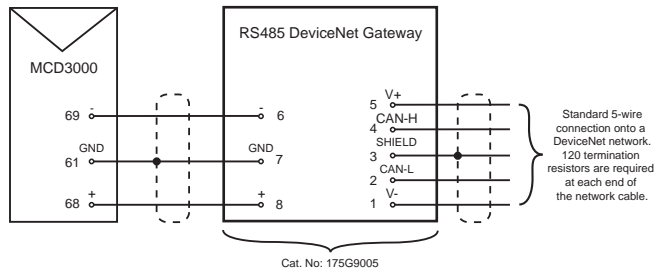 RS485 DeviceNet Gateway
MCD3000
69 -
- 6
GND
61
GND
7
68 +
+
8
V+
5
CAN-H
4
SHIELD
3
CAN-L
2
V-
1
Standard 5-wire
connection onto a
DeviceNet network.
120 termination
resistors are required
at each end of
the network cable.
Cat. No: 175G9005